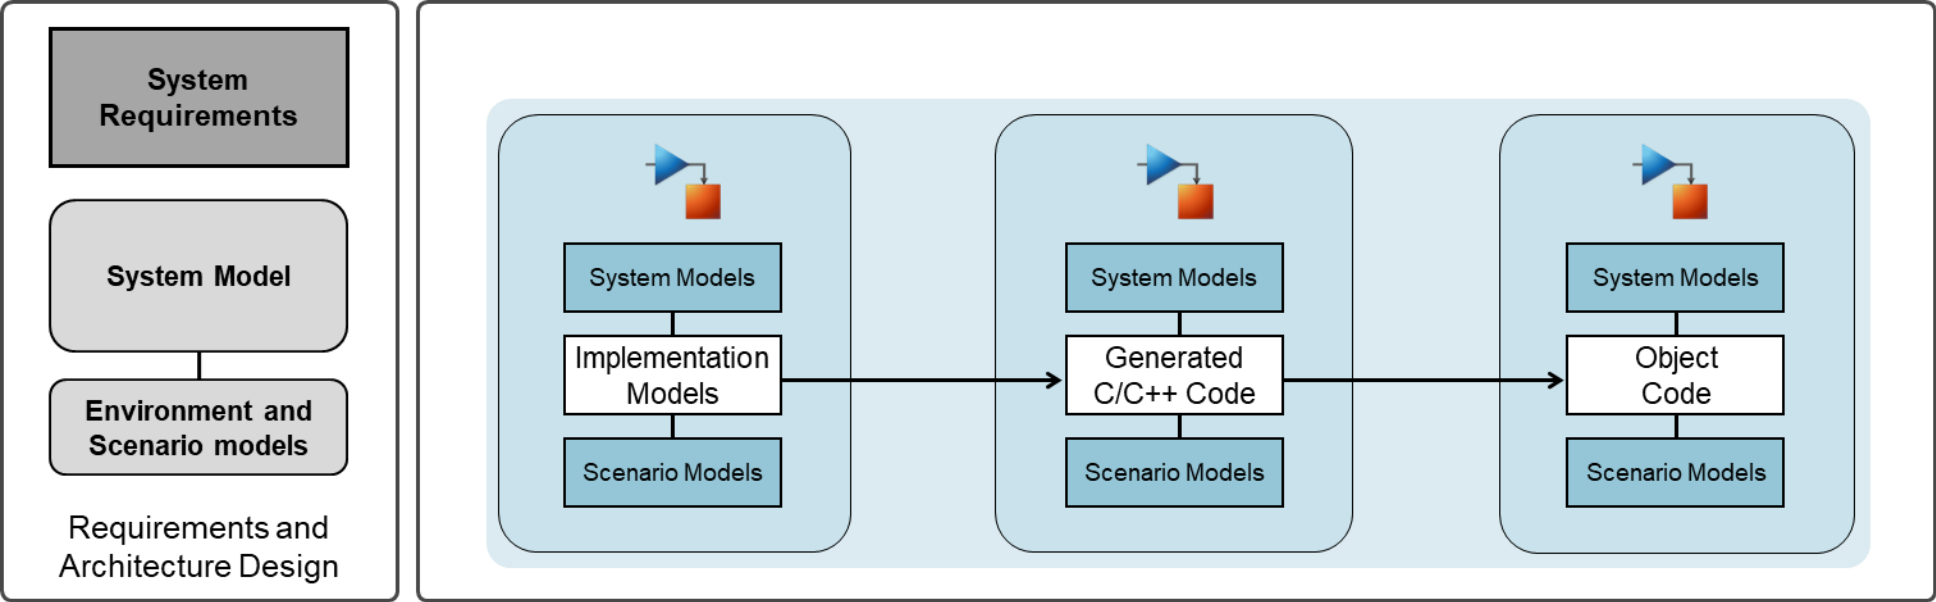 System
Requirements
System Model
Environment and
Scenario models
Requirements and
Architecture Design
System Models
Implementation
Models
Scenario Models
System Models
Generated
C/C++ Code
Scenario Models
System Models
Object
Code
Scenario Models